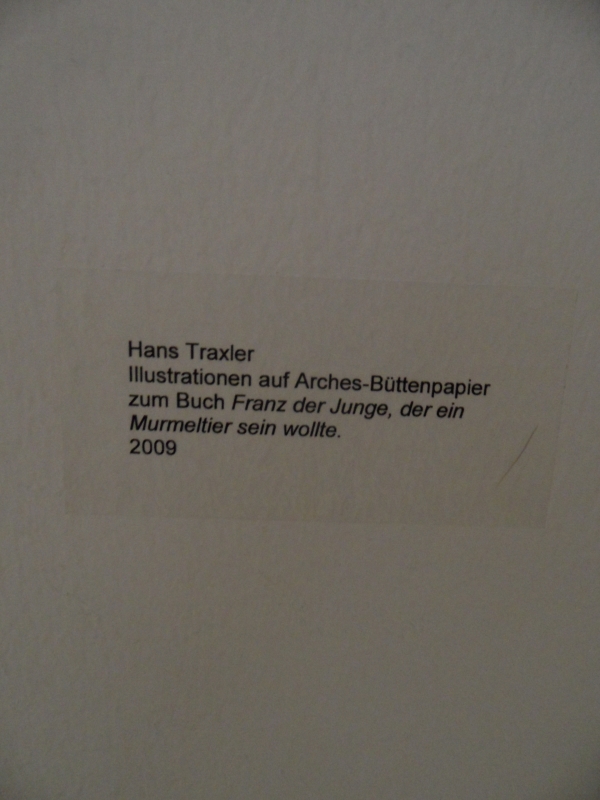 Hans Traxler
Illustrationen auf Arches-Büttenpapier
zum Buch Franz der Junge, der ein
Murmeltier sein wollte.
2009